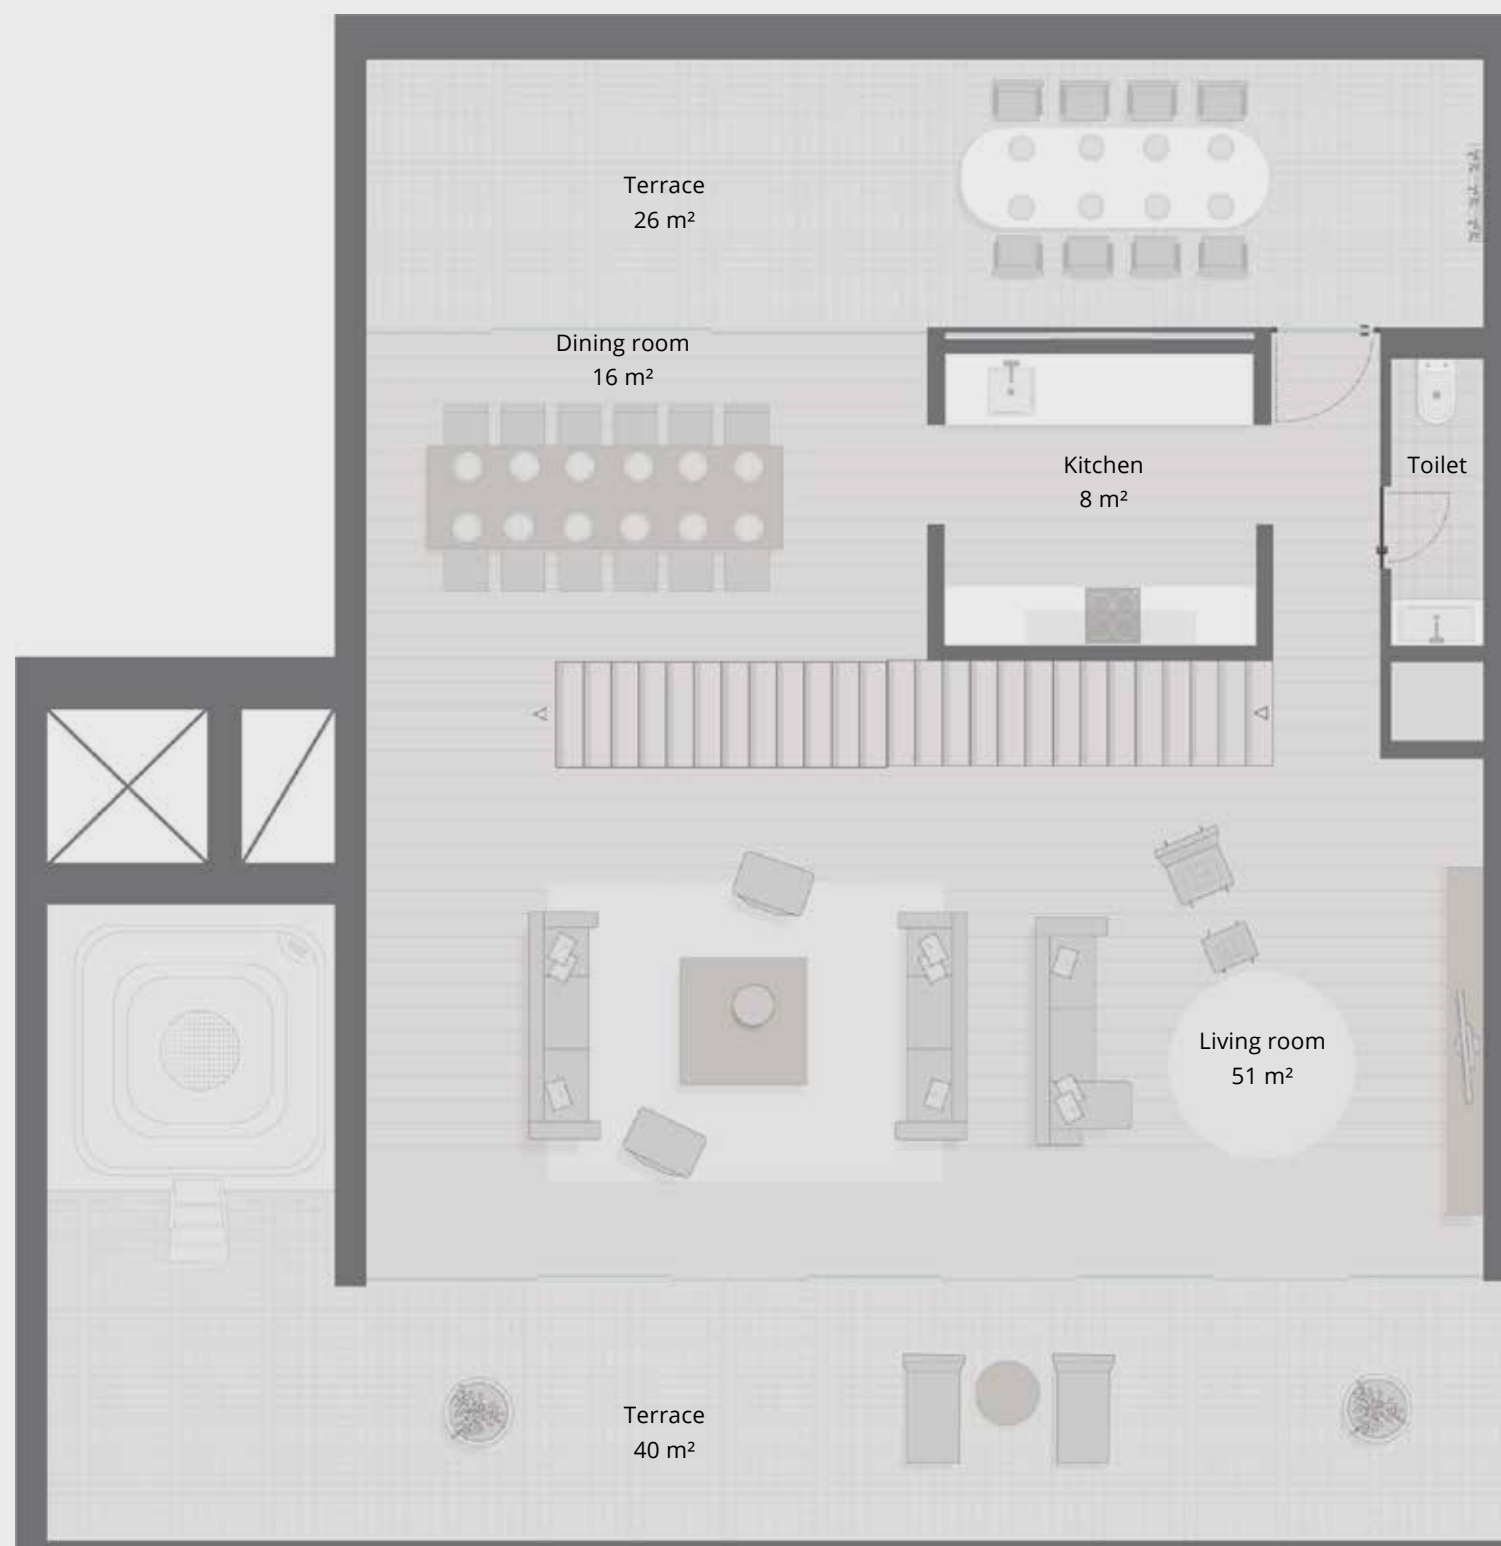 Terrace
26 m²
Dining room
16 m²
Kitchen
8 m²
Toilet
Living room
51 m²
Terrace
40 m²